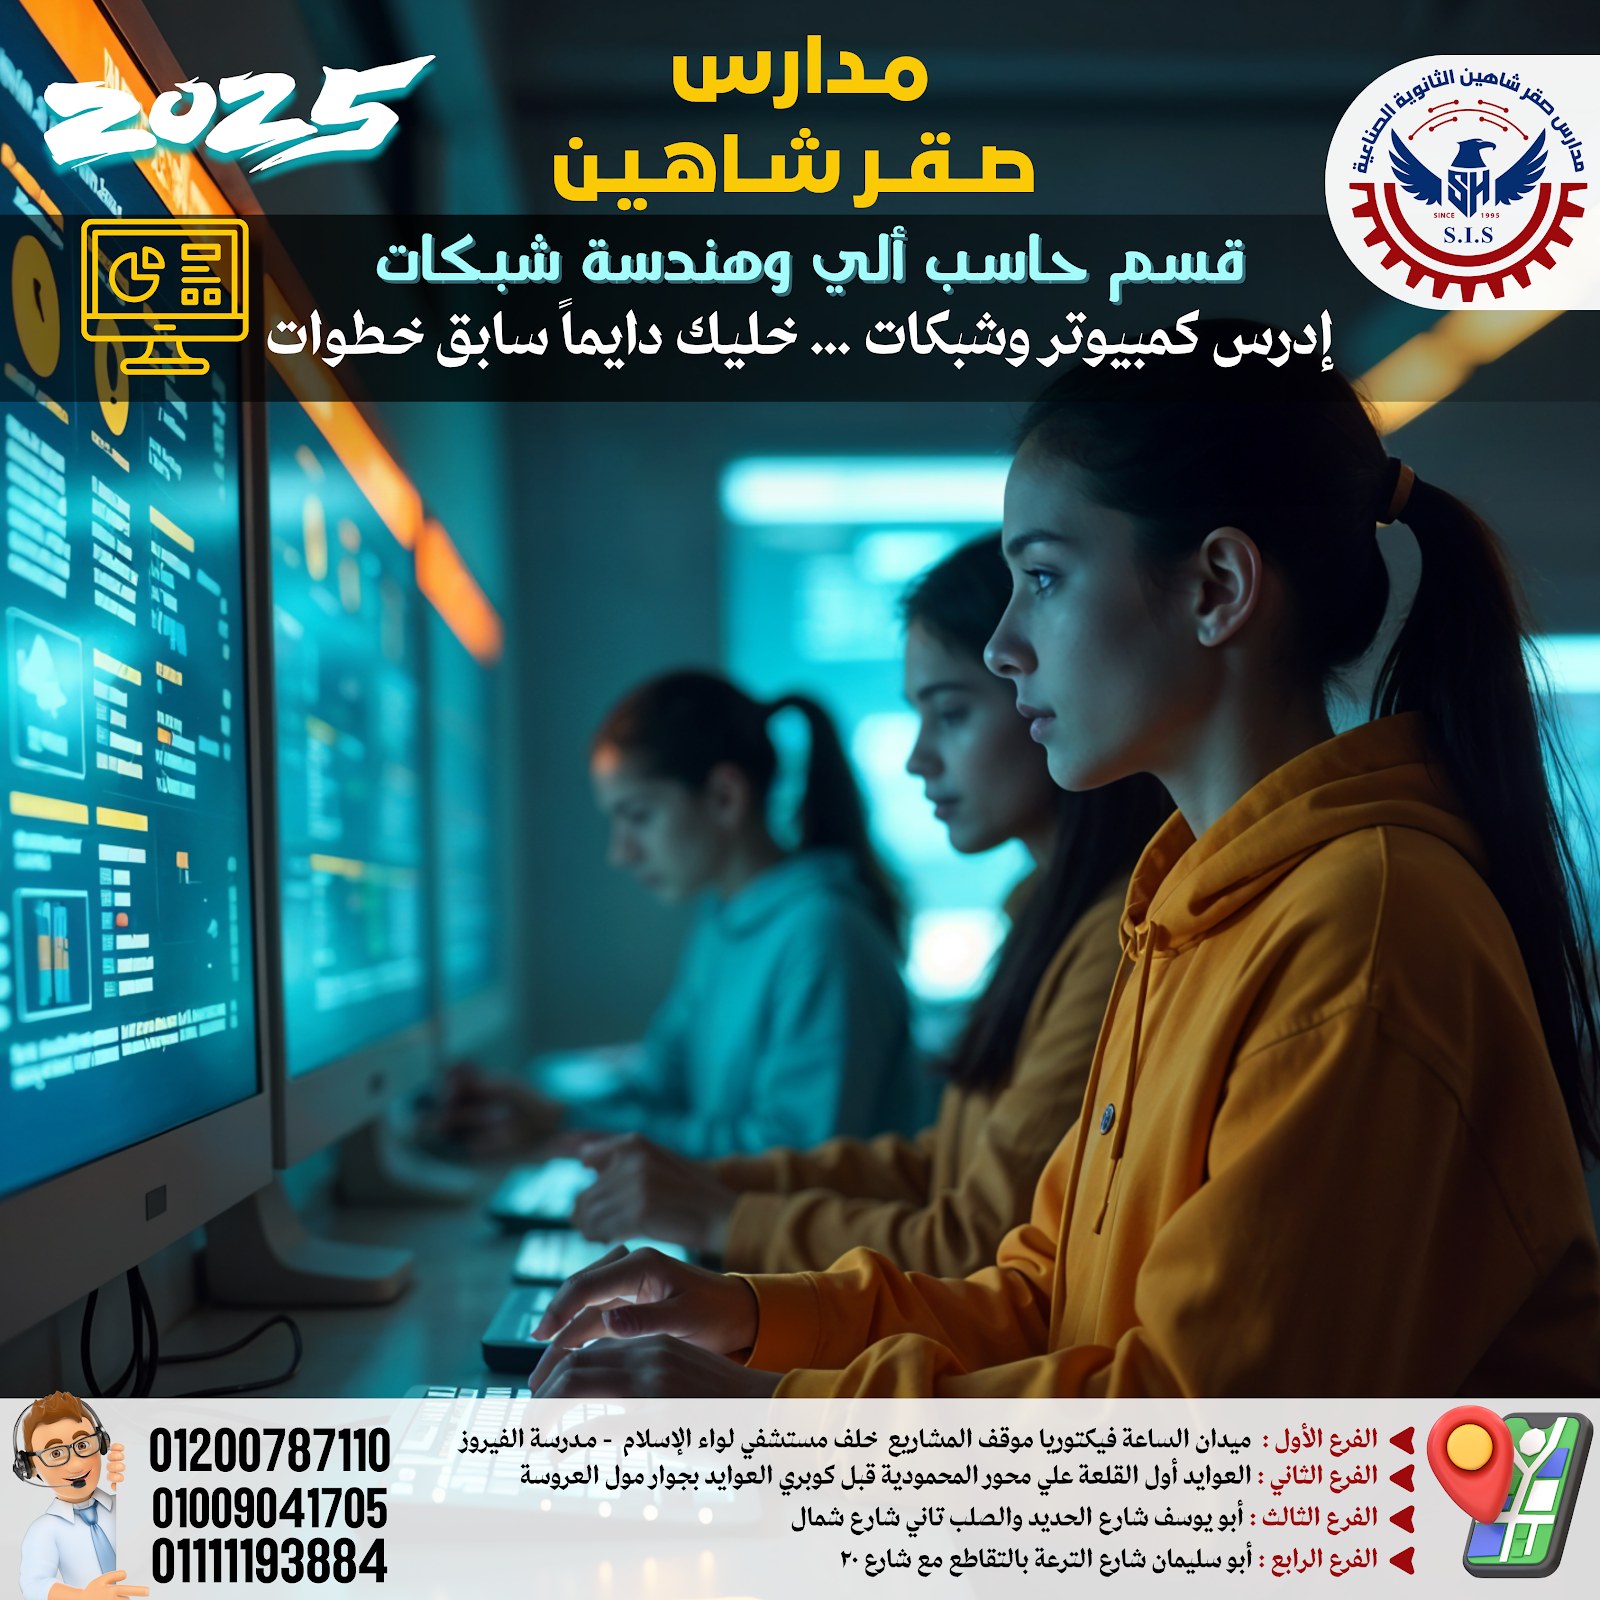 2025
مدارس
صقر شاهين
مدارس صقر شاهين الثانوية الصناعية
SH
SINCE 1995
S.I.S
قسم حاسب ألي وهندسة شبكات
إدرس كمبيوتر وشبكات ... خليك دايماً سابق خطوات
الفرع الأول : ميدان الساعة فيكتوريا موقف المشاريع خلف مستشفي لواء الإسلام - مدرسة الفيروز
الفرع الثاني : العوايد أول القلعة علي محور المحمودية قبل كوبري العوايد بجوار مول العروسة
الفرع الثالث : أبو يوسف شارع الحديد والصلب تاني شارع شمال
الفرع الرابع : أبو سليمان شارع الترعة بالتقاطع مع شارع ٢٠
01200787110
01009041705
01111193884